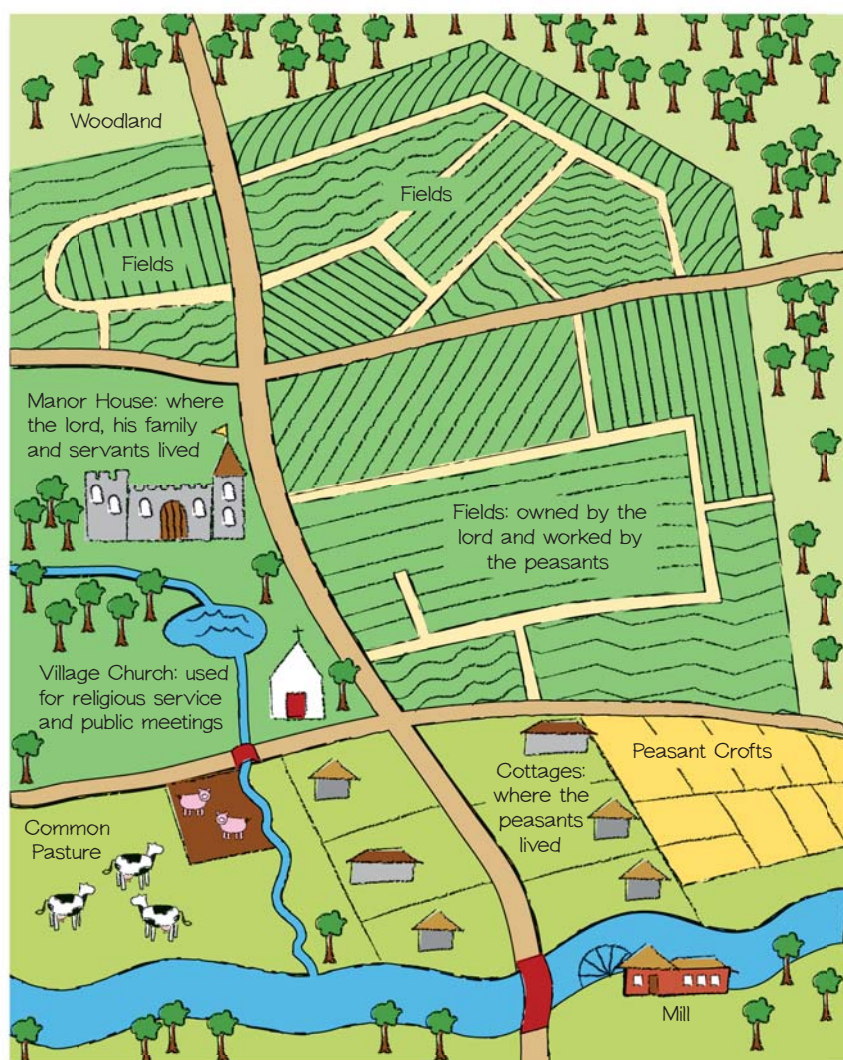 Woodland
Fields
Fields
Manor House: where
the lord, his family
and servants lived
Fields: owned by the
lord and worked by
the peasants
Village Church: used
for religious service
and public meetings
Peasant Crofts
Cottages:
where the
peasants
lived
Common
Pasture
Mill